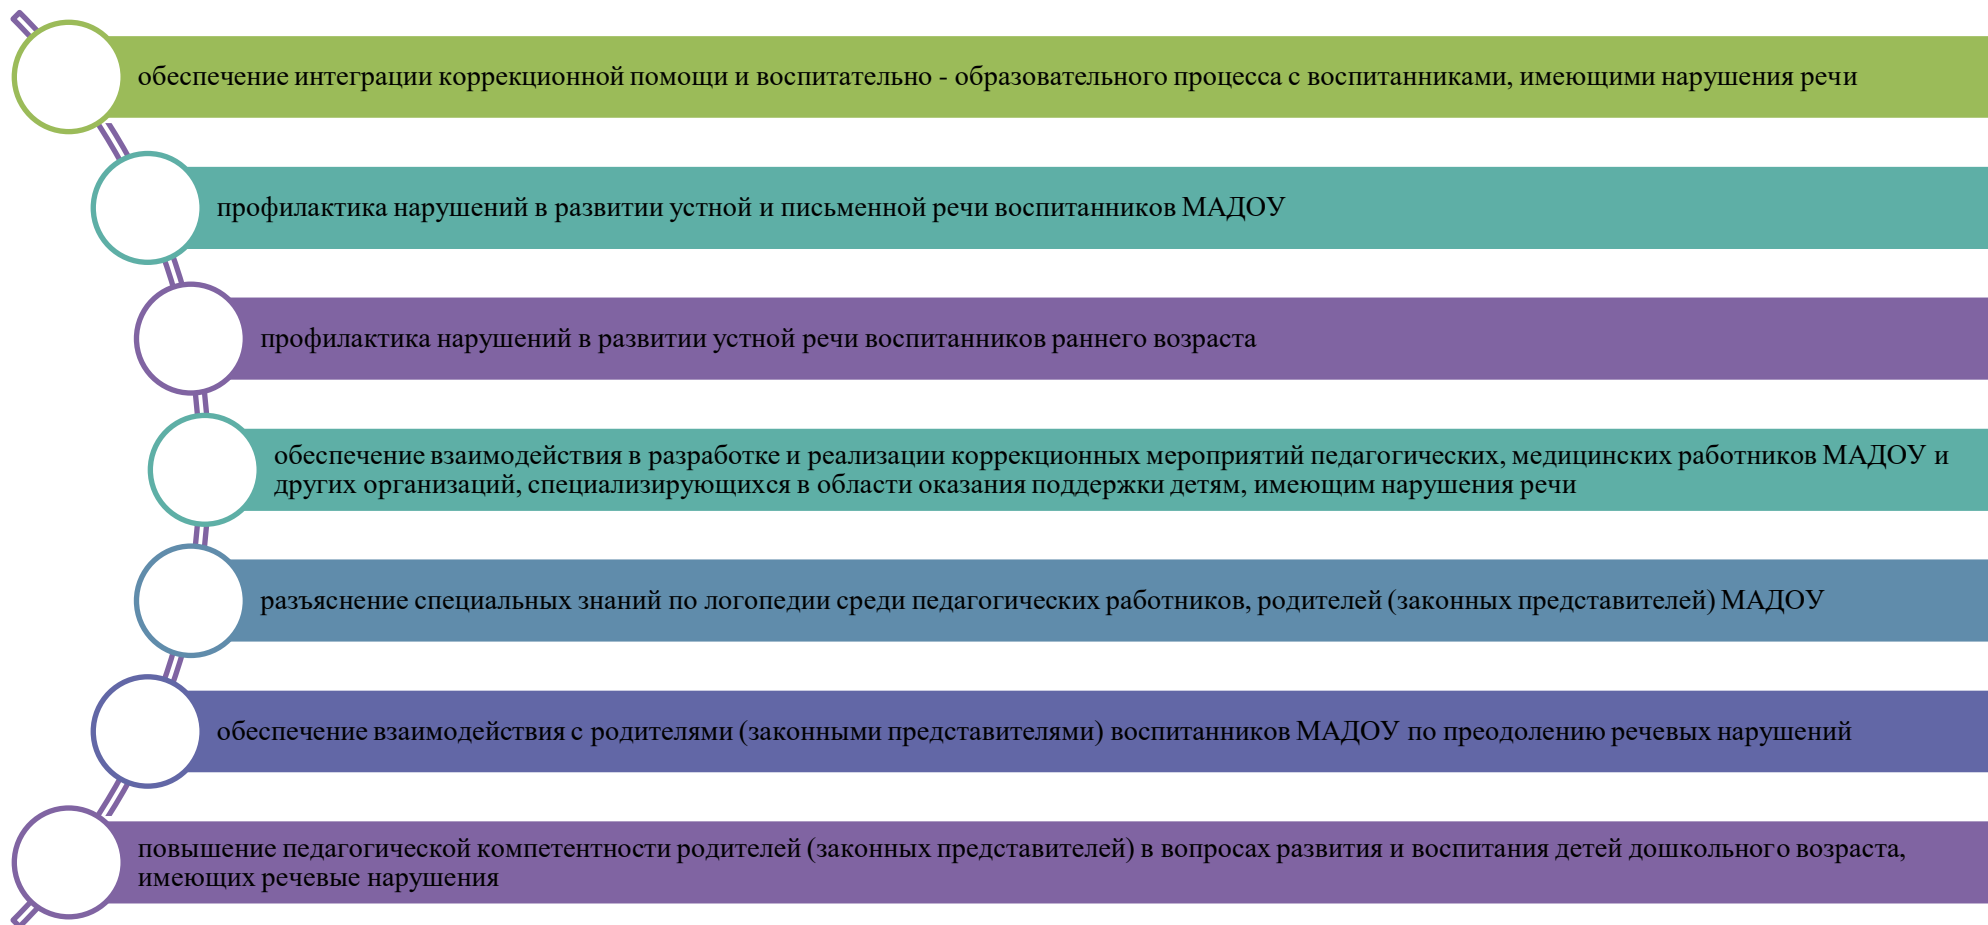 обеспечение интеграции коррекционной помощи и воспитательно - образовательного процесса с воспитанниками, имеющими нарушения речи
профилактика нарушений в развитии устной и письменной речи воспитанников МАДОУ
профилактика нарушений в развитии устной речи воспитанников раннего возраста
обеспечение взаимодействия в разработке и реализации коррекционных мероприятий педагогических, медицинских работников МАДОУ и
других организаций, специализирующихся в области оказания поддержки детям, имеющим нарушения речи
разъяснение специальных знаний по логопедии среди педагогических работников, родителей (законных представителей) МАДОУ
обеспечение взаимодействия с родителями (законными представителями) воспитанников МАДОУ по преодолению речевых нарушений
повышение педагогической компетентности родителей (законных представителей) в вопросах развития и воспитания детей дошкольного возраста,
имеющих речевые нарушения